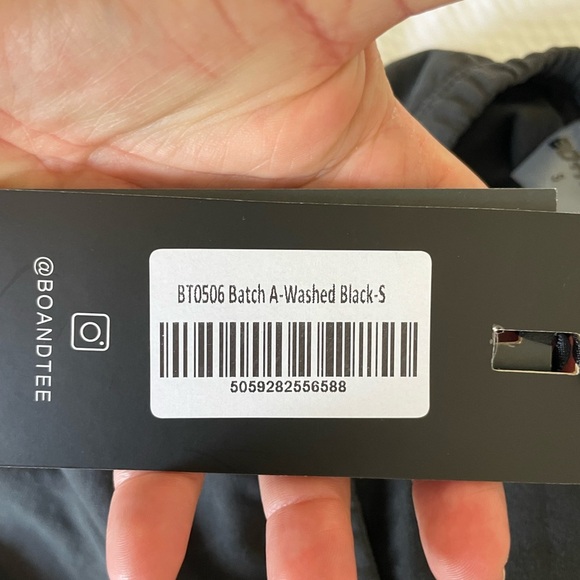 @BOANDTEE
BT0506 Batch A-Washed Black-S
5059282556588